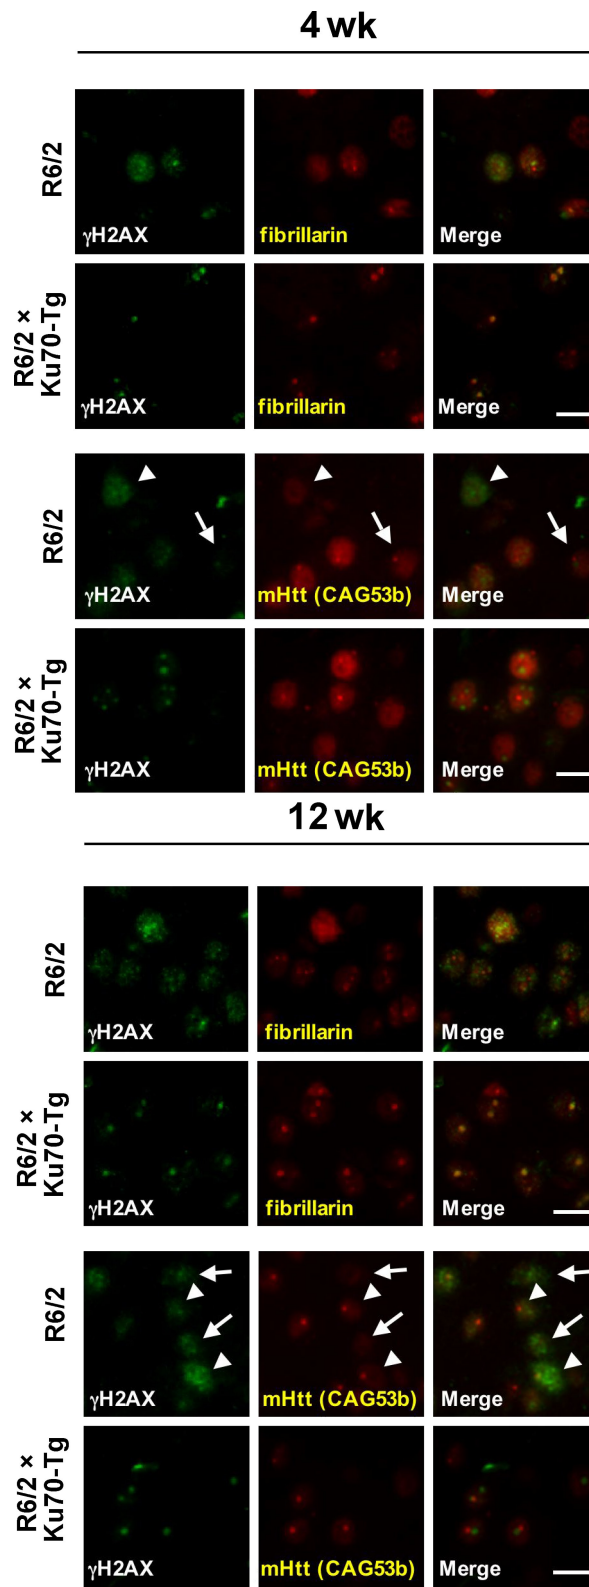 4 wk
R6/2
γH2AX
fibrillarin
Merge
R6/2 ×
Ku70-Tg
γH2AX
fibrillarin
Merge
R6/2
γH2AX
mHtt (CAG53b)
Merge
R6/2 ×
Ku70-Tg
γH2AX
mHtt (CAG53b)
Merge
12 wk
R6/2
γH2AX
fibrillarin
Merge
R6/2 ×
Ku70-Tg
γH2AX
fibrillarin
Merge
R6/2
γH2AX
mHtt (CAG53b)
Merge
R6/2 ×
Ku70-Tg
γH2AX
mHtt (CAG53b)
Merge